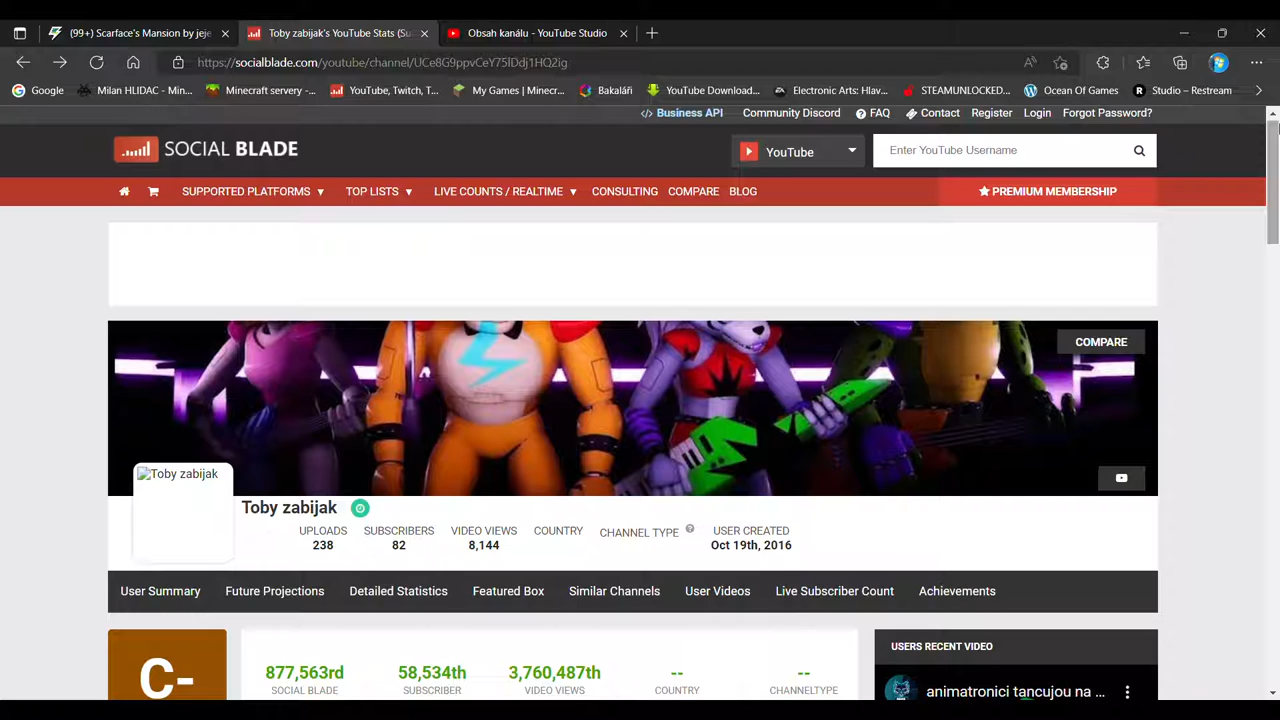 (99+) Scarface's Mansion by jeje
Toby zabijak's YouTube Stats (Su
Obsah kanálu - YouTube Studio
https://socialblade.com/youtube/channel/UCe8G9ppvCeY75lDdj1HQ2ig
Google
Milan HLIDAC - Min...
Minecraft servery -...
YouTube, Twitch, T...
My Games | Minecr...
Bakaláři
YouTube Download...
Electronic Arts: Hlav...
STEAMUNLOCKED...
Ocean Of Games
Studio – Restream
Business API
Community Discord
FAQ
Contact
Register
Login
Forgot Password?
SOCIAL BLADE
YouTube
Enter YouTube Username
SUPPORTED PLATFORMS
TOP LISTS
LIVE COUNTS / REALTIME
CONSULTING
COMPARE
BLOG
PREMIUM MEMBERSHIP
COMPARE
Toby zabijak
Toby zabijak
UPLOADS
238
SUBSCRIBERS
82
VIDEO VIEWS
8,144
COUNTRY
CHANNEL TYPE
USER CREATED
Oct 19th, 2016
User Summary
Future Projections
Detailed Statistics
Featured Box
Similar Channels
User Videos
Live Subscriber Count
Achievements
C-
877,563rd
SOCIAL BLADE
58,534th
SUBSCRIBER
3,760,487th
VIDEO VIEWS
--
COUNTRY
--
CHANNELTYPE
USERS RECENT VIDEO
animatronici tancujou na ...